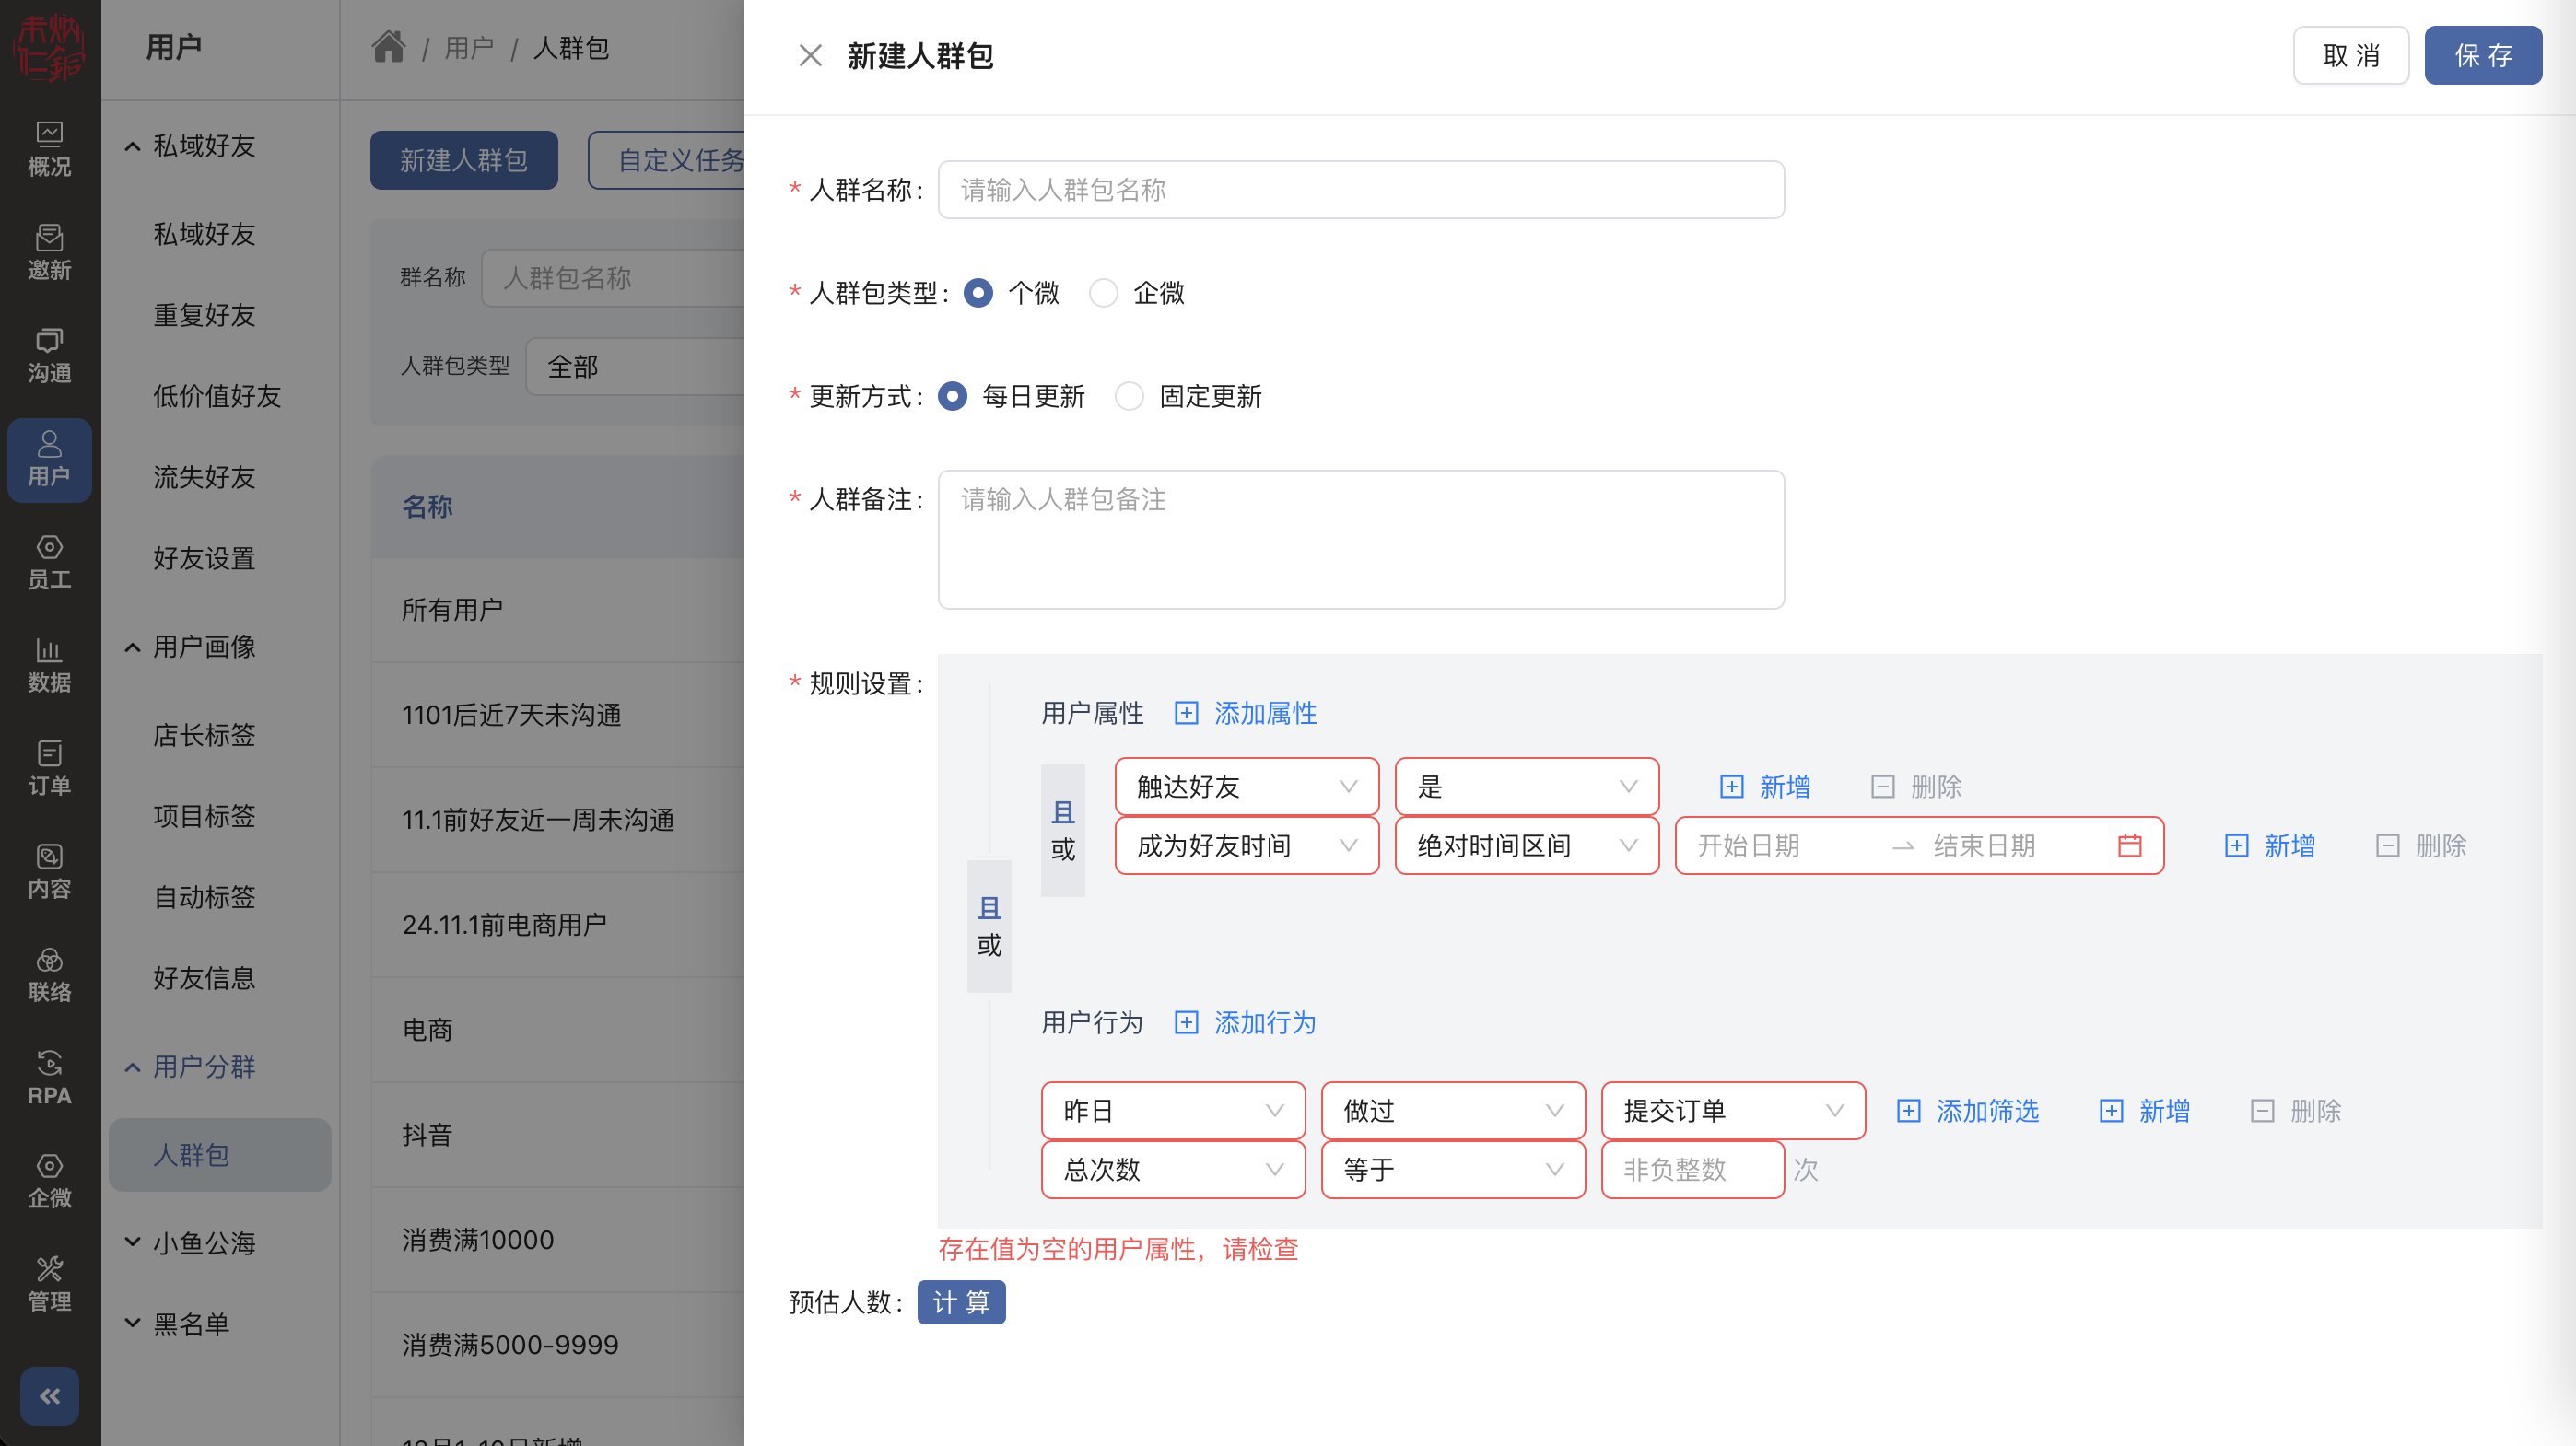 用户
概况
邀新
沟通
用户
员工
数据
订单
内容
联络
RPA
企微
管理
私域好友
私域好友
重复好友
低价值好友
流失好友
好友设置
用户画像
店长标签
项目标签
自动标签
好友信息
用户分群
人群包
小鱼公海
黑名单
/ 用户 / 人群包
新建人群包 自定义任务
群名称 人群包名称
人群包类型 全部
名称
所有用户
1101后近7天未沟通
11.1前好友近一周未沟通
24.11.1前电商用户
电商
抖音
消费满10000
消费满5000-9999
新建人群包
取 消 保 存
* 人群名称: 请输入人群包名称
* 人群包类型: 个微 企微
* 更新方式: 每日更新 固定更新
* 人群备注: 请输入人群包备注
* 规则设置:
且
或
用户属性 添加属性
且
或
触达好友 是 新增 删除
成为好友时间 绝对时间区间 开始日期 → 结束日期 新增 删除
用户行为 添加行为
昨日 做过 提交订单 添加筛选 新增 删除
总次数 等于 非负整数 次
存在值为空的用户属性，请检查
预估人数: 计 算